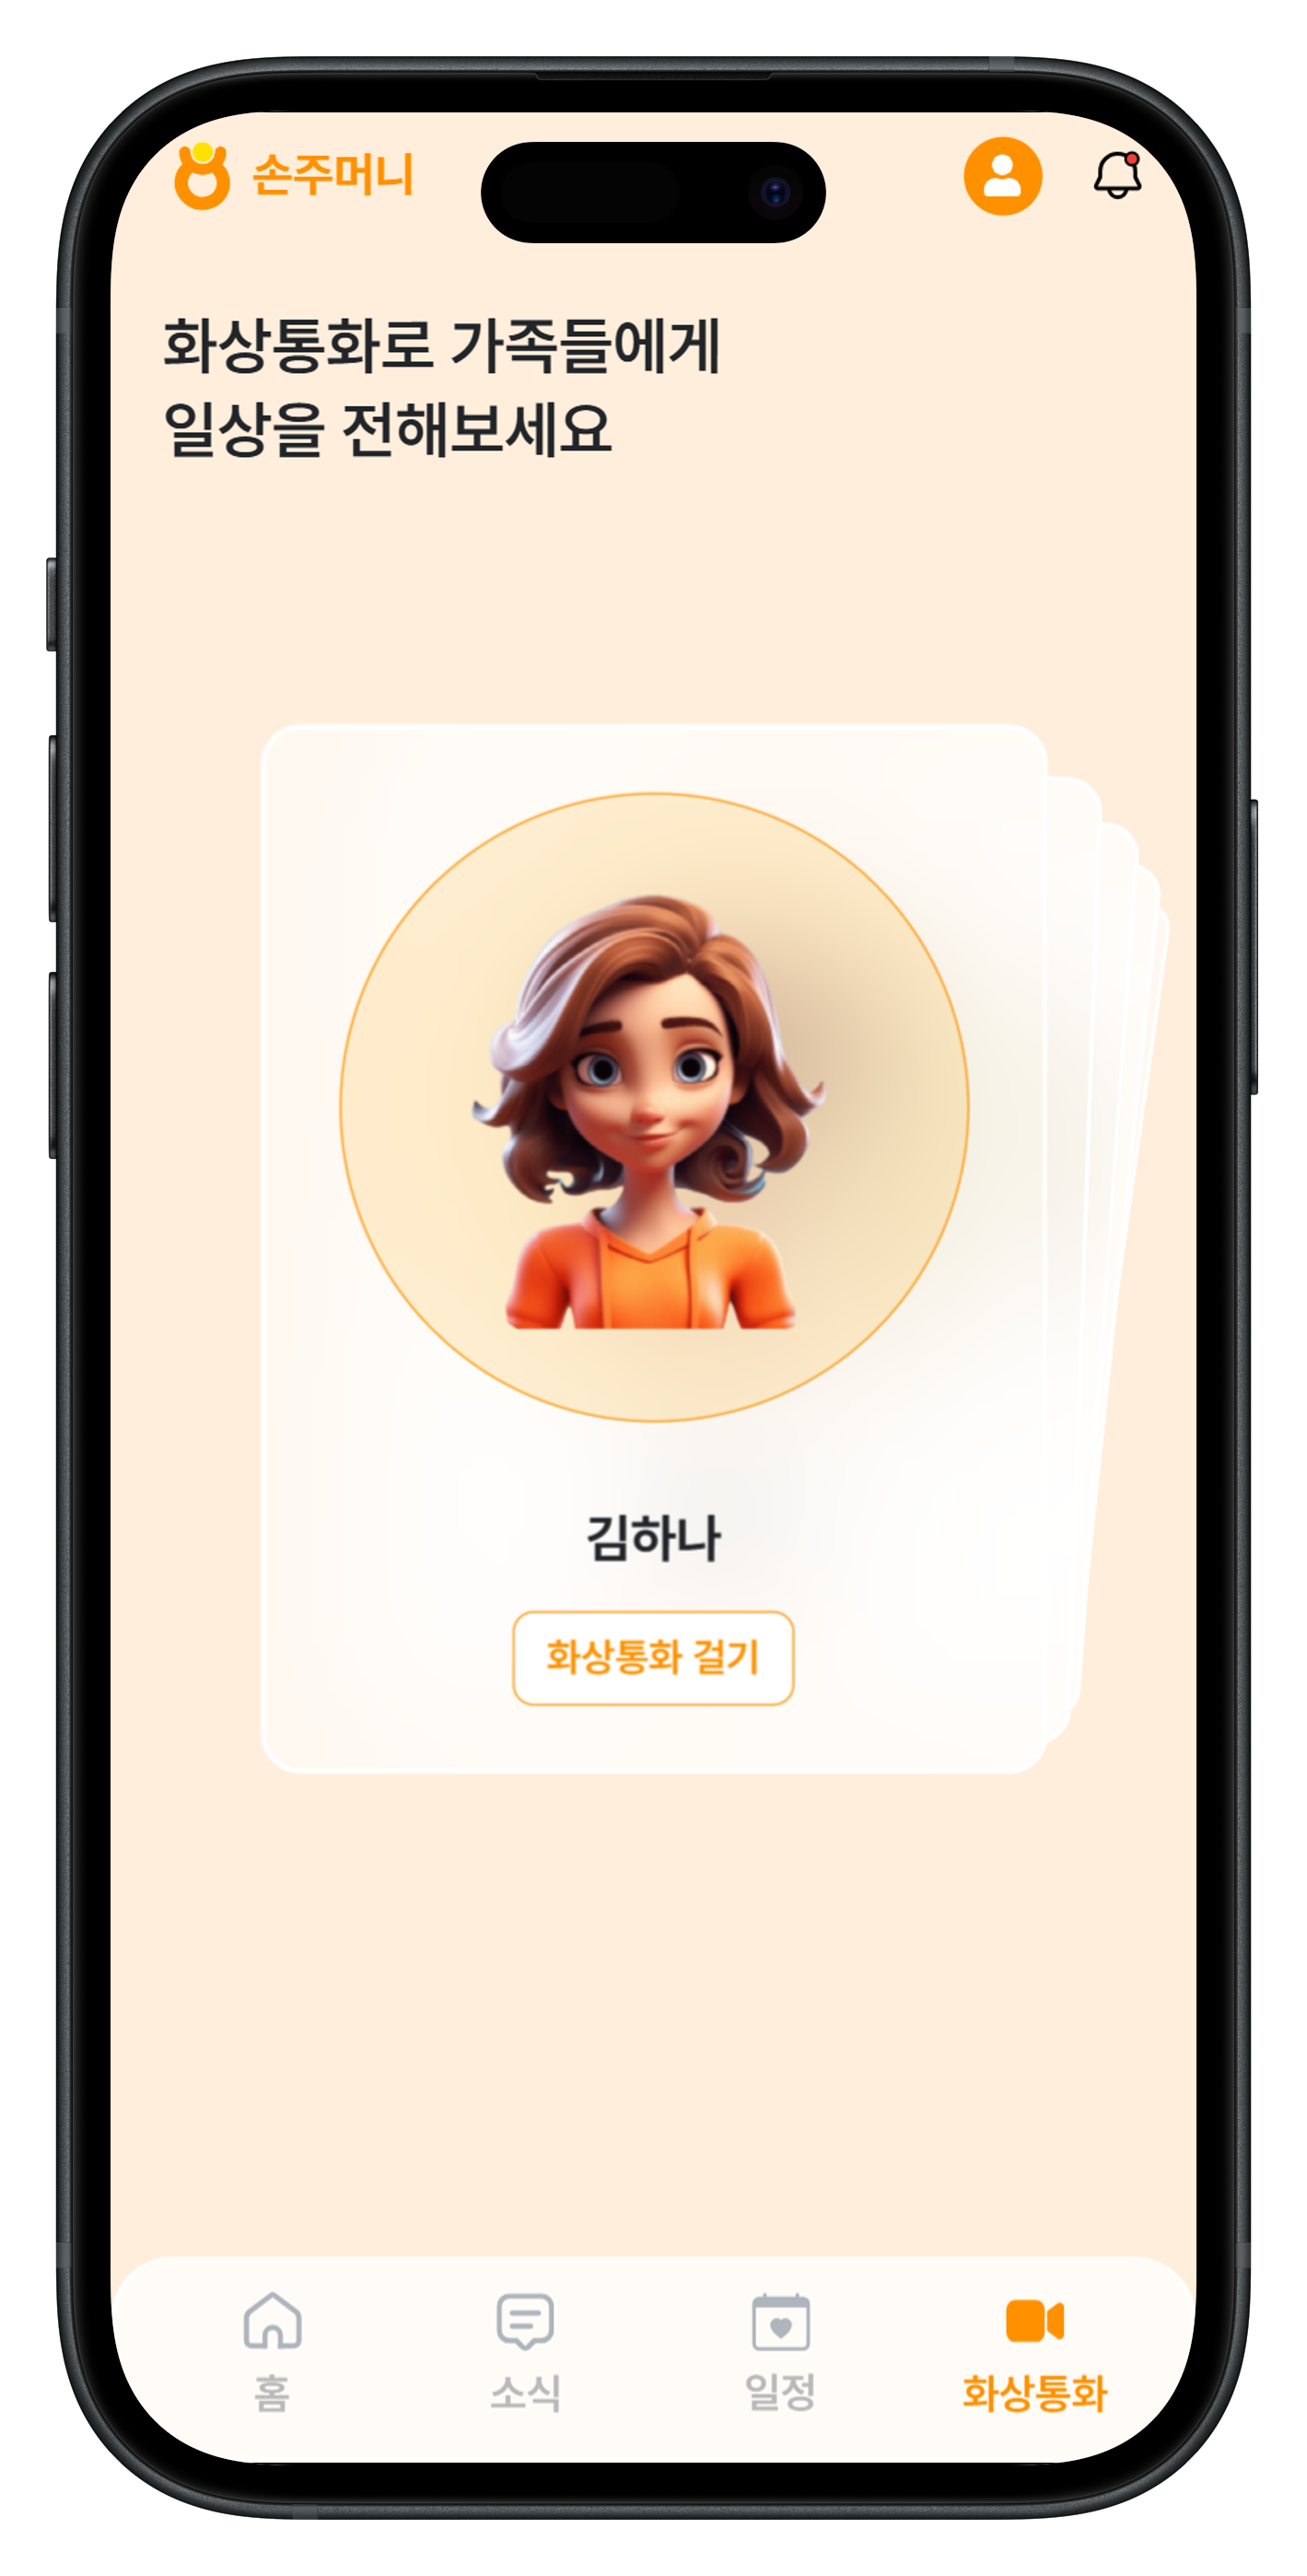 손주머니
화상통화로 가족들에게
일상을 전해보세요
김하나
화상통화 걸기
홈
소식
일정
화상통화